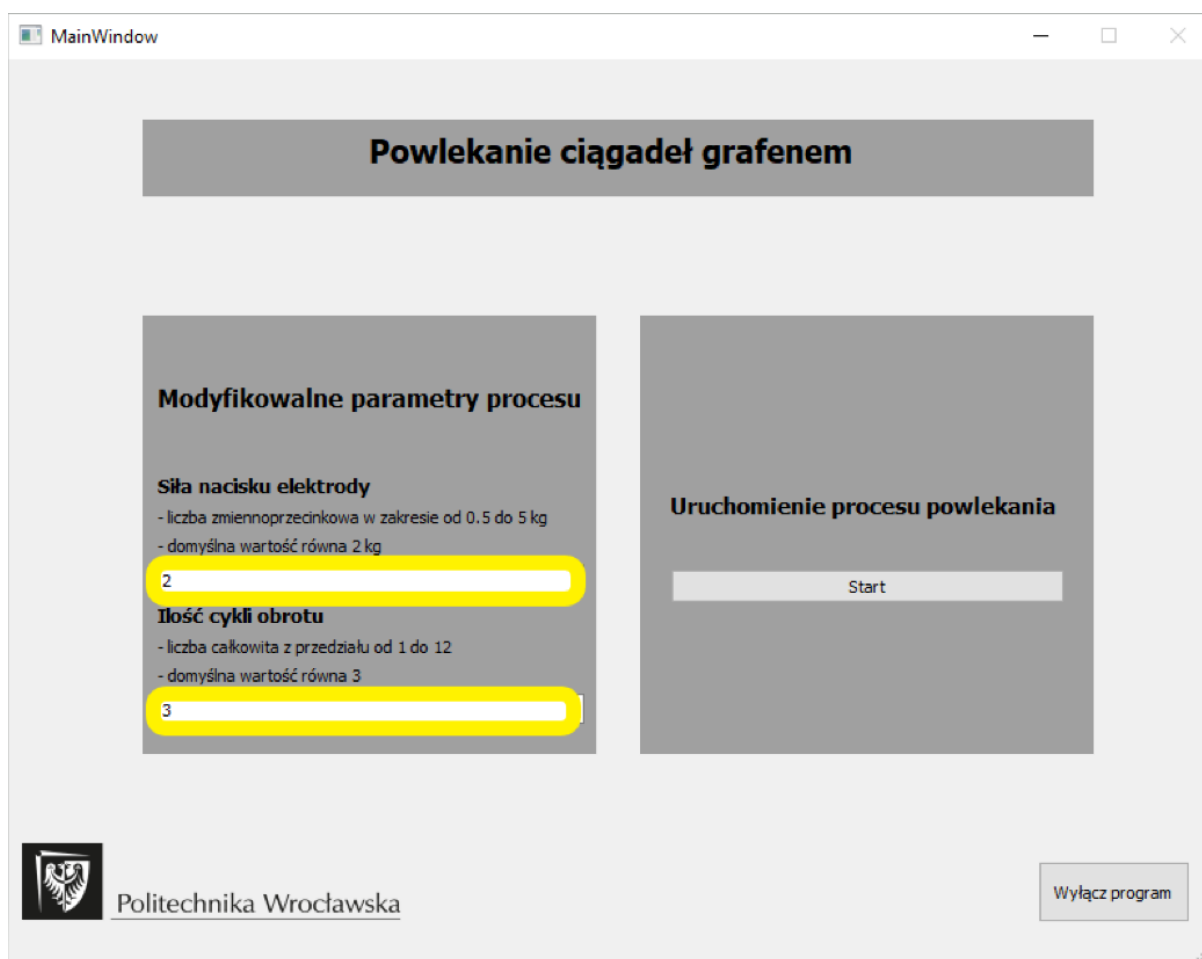 MainWindow
Powlekanie ciągadeł grafenem
Modyfikowalne parametry procesu
Siła nacisku elektrody
- liczba zmiennoprzecinkowa w zakresie od 0.5 do 5 kg
- domyślna wartość równa 2 kg
2
Ilość cykli obrotu
- liczba całkowita z przedziału od 1 do 12
- domyślna wartość równa 3
3
Uruchomienie procesu powlekania
Start
Politechnika Wrocławska
Wyłącz program